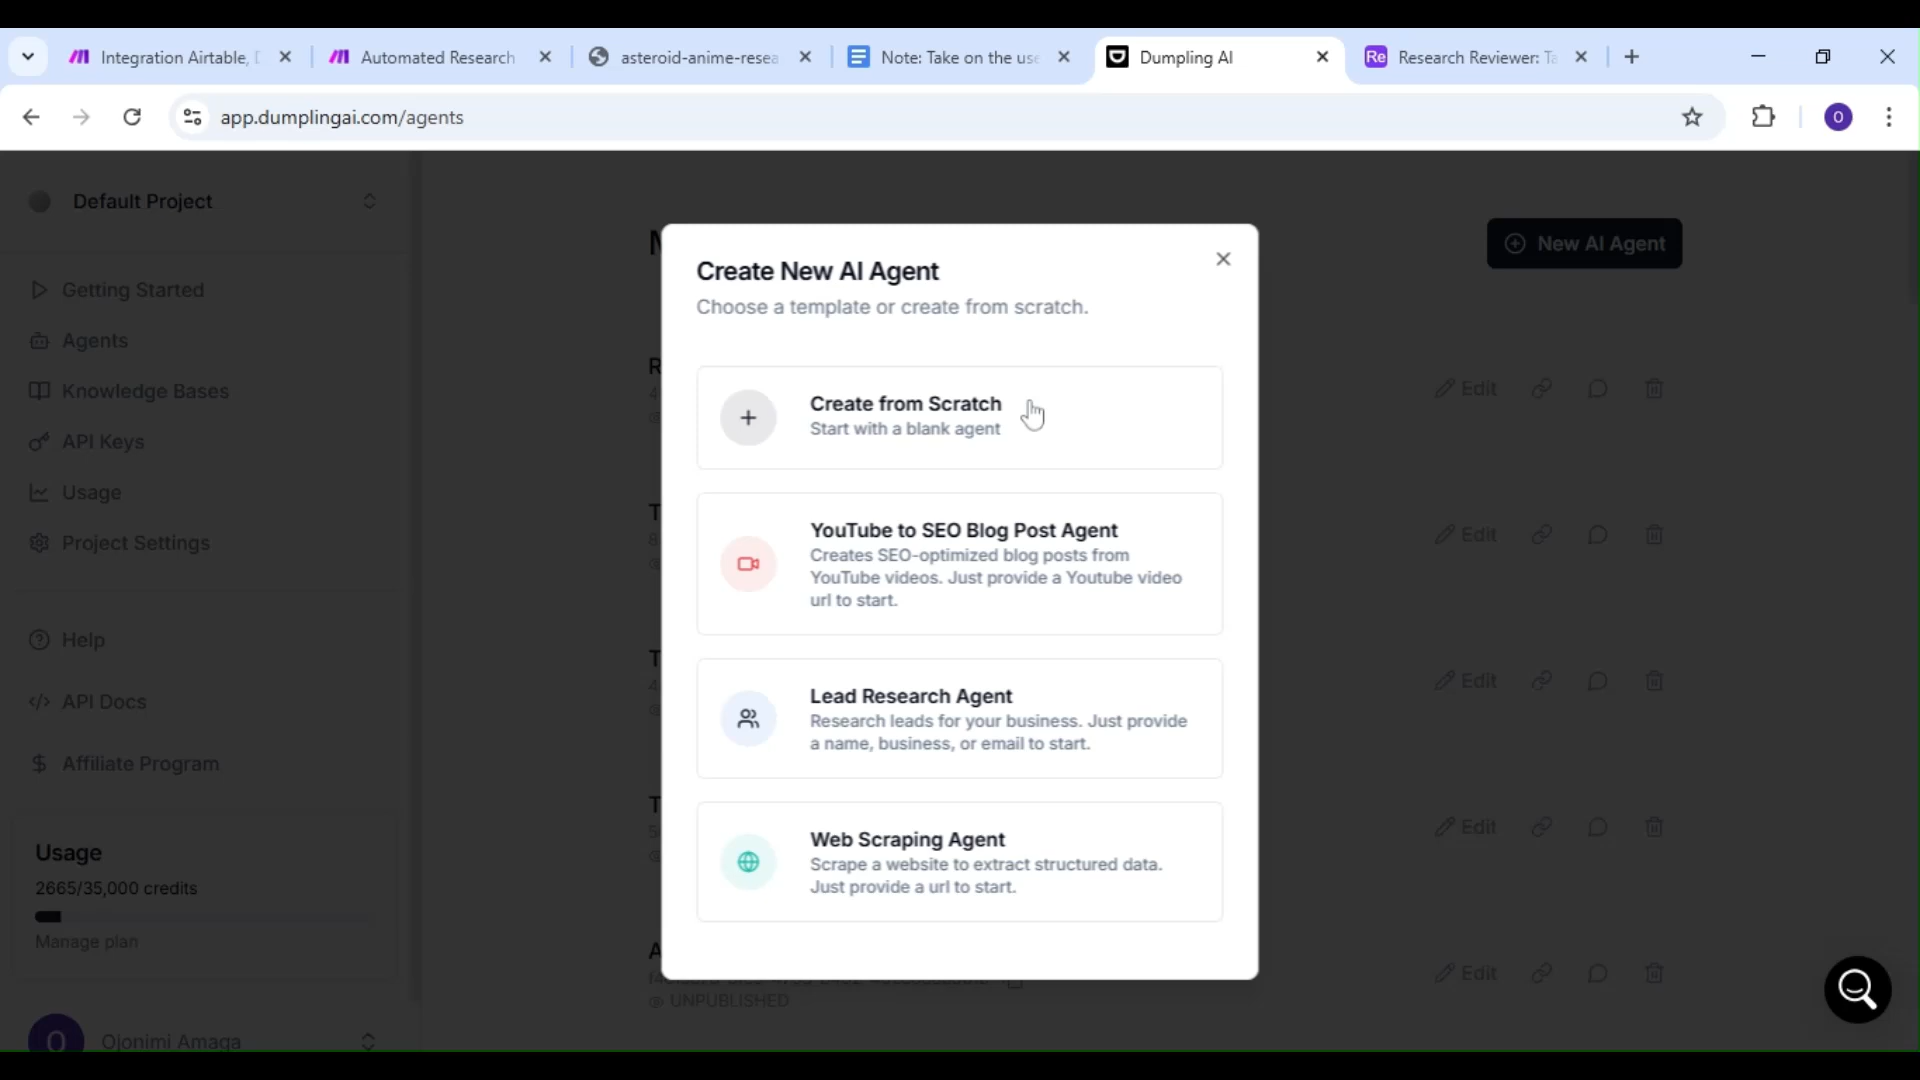 Integration Airtable,
Automated Research
asteroid-anime-resea
Note: Take on the use
Dumpling AI
Re
Research Reviewer: Ta
app.dumplingai.com/agents
O
Default Project
Getting Started
Agents
Knowledge Bases
API Keys
Usage
Project Settings
Help
API Docs
Affiliate Program
Usage
2665/35,000 credits
Manage plan
O
Ojonimi Amaga
New AI Agent
Create New AI Agent
Choose a template or create from scratch.
Create from Scratch
Start with a blank agent
YouTube to SEO Blog Post Agent
Creates SEO-optimized blog posts from
YouTube videos. Just provide a Youtube video
url to start.
Lead Research Agent
Research leads for your business. Just provide
a name, business, or email to start.
Web Scraping Agent
Scrape a website to extract structured data.
Just provide a url to start.
Edit
Edit
Edit
Edit
Edit
UNPUBLISHED